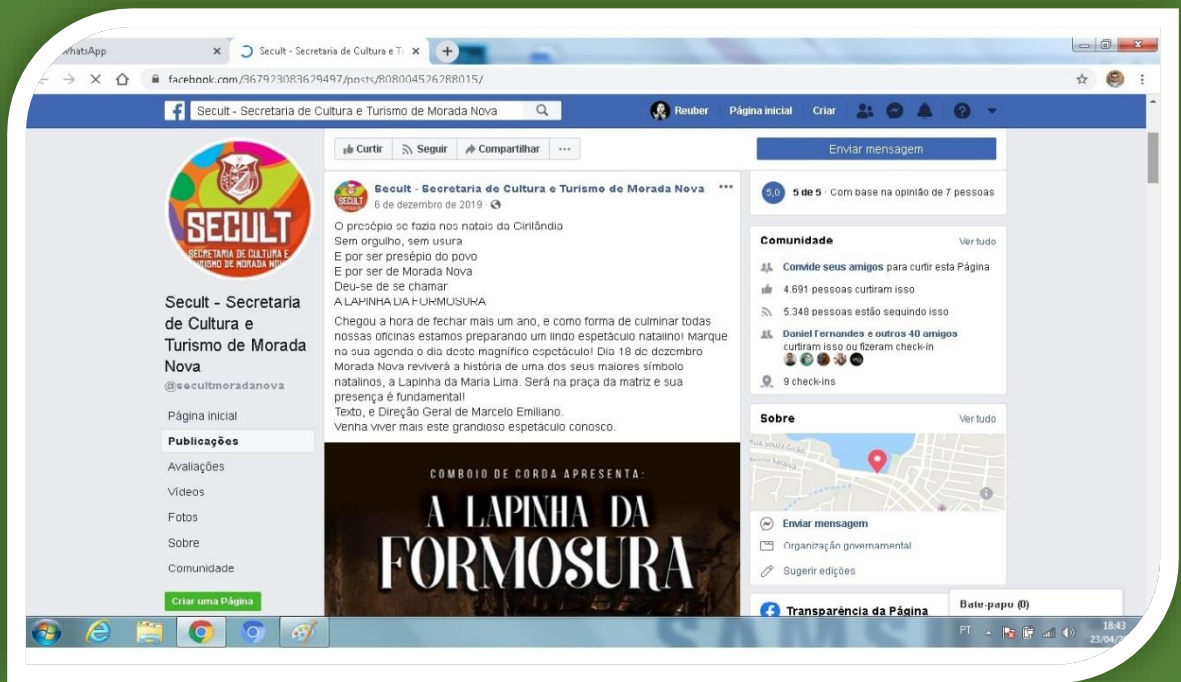 WhatsApp
Secult - Secretaria de Cultura e T
facebook.com/367923083629497/posts/808004526288015/
Secult - Secretaria de Cultura e Turismo de Morada Nova
Reuber
Página inicial
Criar
SECULT
SECRETARIA DE CULTURA E
TURISMO DE MORADA NOVA
Secult - Secretaria
de Cultura e
Turismo de Morada
Nova
@secultmoradanova
Página inicial
Publicações
Avaliações
Vídeos
Fotos
Sobre
Comunidade
Criar uma Página
Curtir
Seguir
Compartilhar
Secult - Secretaria de Cultura e Turismo de Morada Nova
6 de dezembro de 2019
O presépio se fazia nos natais da Cirilândia
Sem orgulho, sem usura
E por ser presépio do povo
E por ser de Morada Nova
Deu-se de se chamar
A LAPINHA DA FORMOSURA
Chegou a hora de fechar mais um ano, e como forma de culminar todas
nossas oficinas estamos preparando um lindo espetáculo natalino! Marque
na sua agenda o dia deste magnífico espetáculo! Dia 18 de dezembro
Morada Nova reviverá a história de uma dos seus maiores símbolo
natalinos, a Lapinha da Maria Lima. Será na praça da matriz e sua
presença é fundamental!
Texto, e Direção Geral de Marcelo Emiliano.
Venha viver mais este grandioso espetáculo conosco.
COMBOIO DE CORDA APRESENTA:
A LAPINHA DA
FORMOSURA
Enviar mensagem
5,0 5 de 5 · Com base na opinião de 7 pessoas
Comunidade
Ver tudo
Convide seus amigos para curtir esta Página
4.691 pessoas curtiram isso
5.348 pessoas estão seguindo isso
Daniel Fernandes e outros 40 amigos
curtiram isso ou fizeram check-in
9 check-ins
Sobre
Ver tudo
Enviar mensagem
Organização governamental
Sugerir edições
Transparência da Página
Bate-papo (0)
SAMS
PT
18:43
23/04/